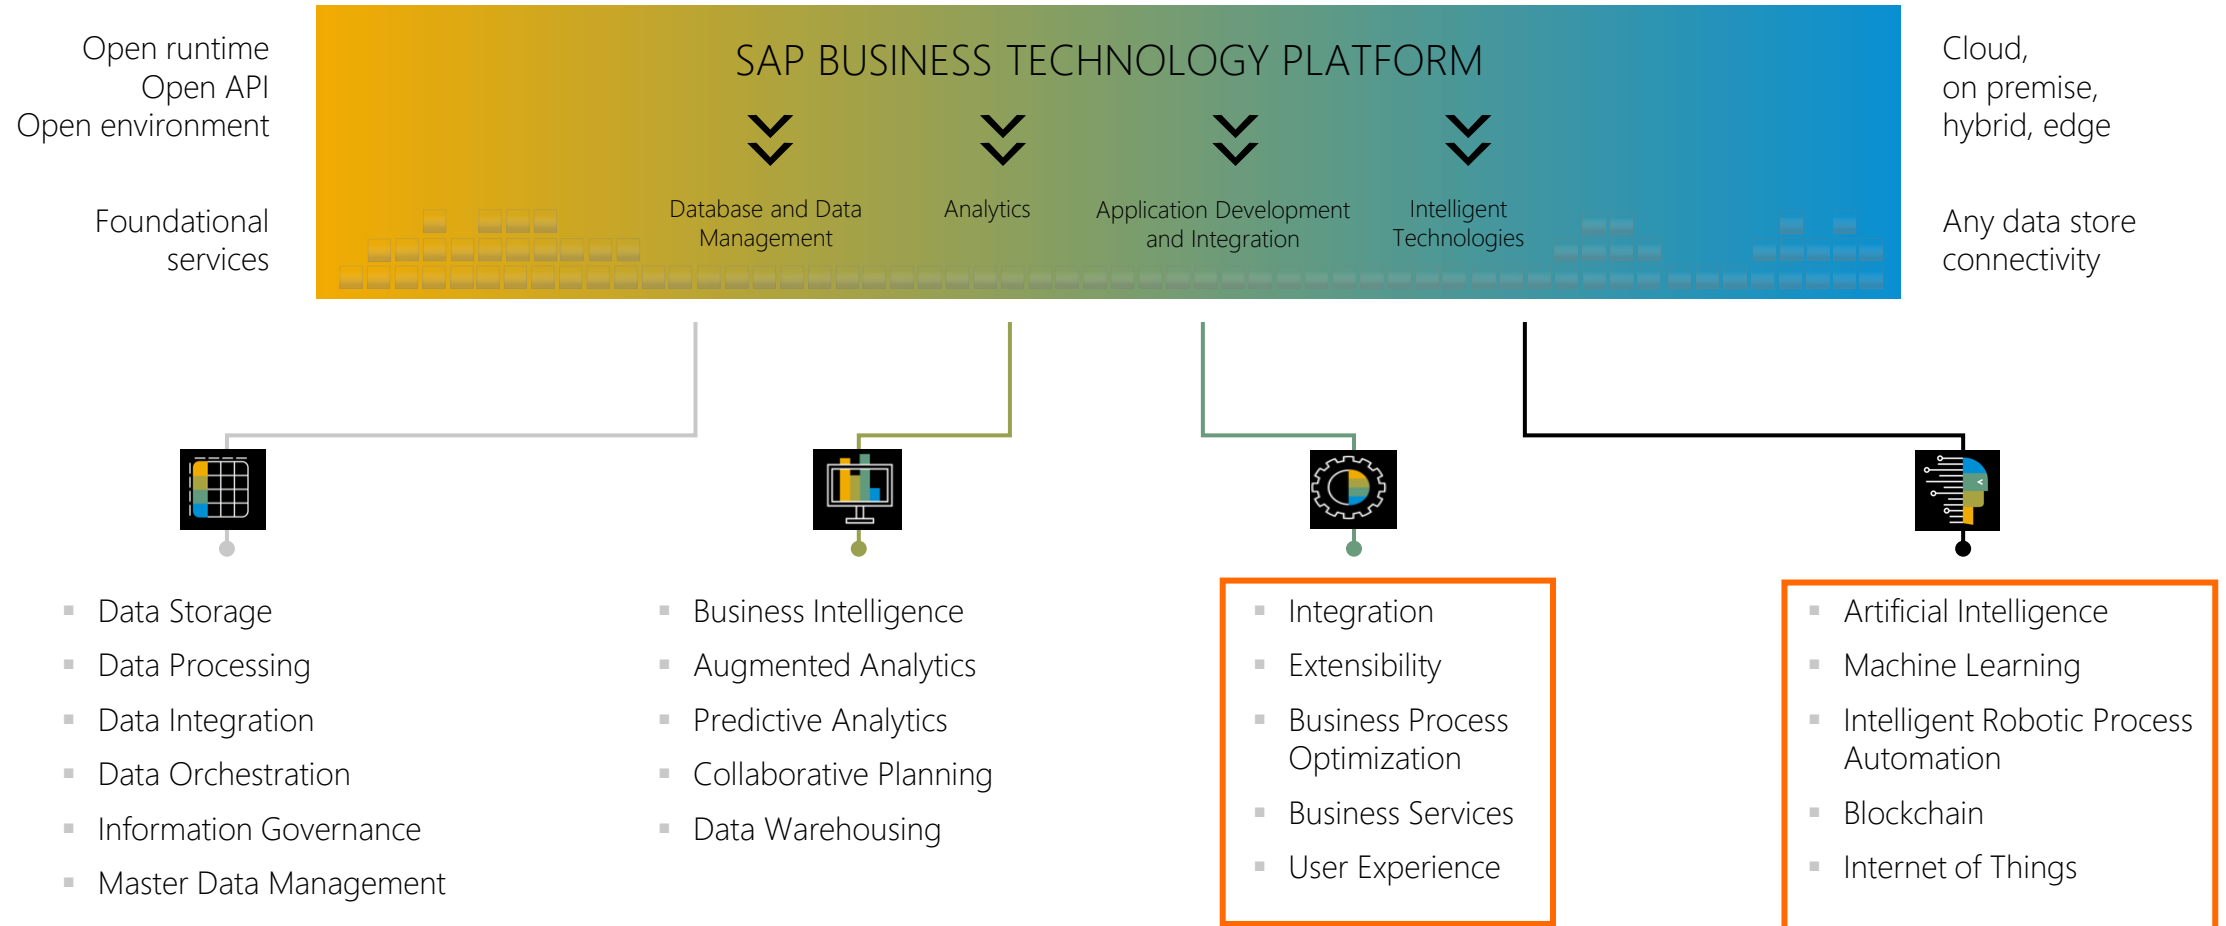 Open runtime
Open API
Open environment
Foundational
services
SAP BUSINESS TECHNOLOGY PLATFORM
Database and Data
Management
Analytics
Application Development
and Integration
Intelligent
Technologies
Cloud,
on premise,
hybrid, edge
Any data store
connectivity
Data Storage
Data Processing
Data Integration
Data Orchestration
Information Governance
Master Data Management
Business Intelligence
Augmented Analytics
Predictive Analytics
Collaborative Planning
Data Warehousing
Integration
Extensibility
Business Process
Optimization
Business Services
User Experience
Artificial Intelligence
Machine Learning
Intelligent Robotic Process
Automation
Blockchain
Internet of Things